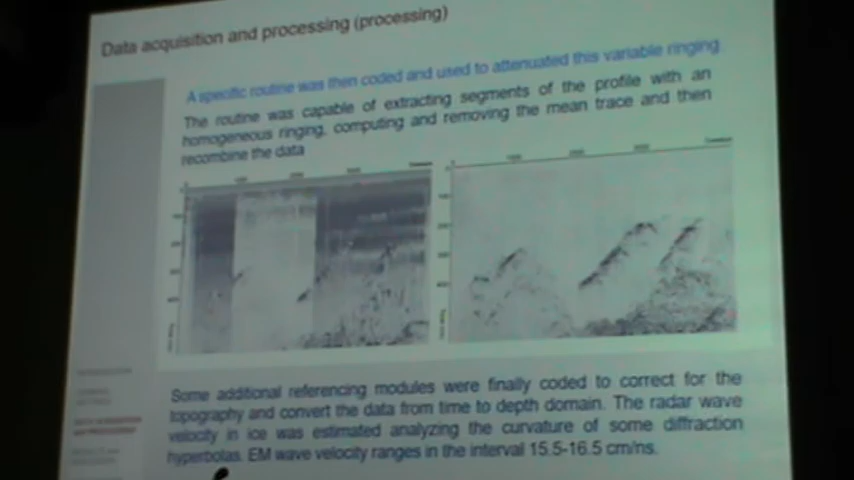 Data acquisition and processing (processing)
A specific routine was then coded and used to attenuated this variable ringing
The routine was capable of extracting segments of the profile with an
homogeneous ringing, computing and removing the mean trace and then
recombine the data
Some additional referencing modules were finally coded to correct for the
topography and convert the data from time to depth domain. The radar wave
velocity in ice was estimated analyzing the curvature of some diffraction
hyperbolas. EM wave velocity ranges in the interval 15.5-16.5 cm/ns.